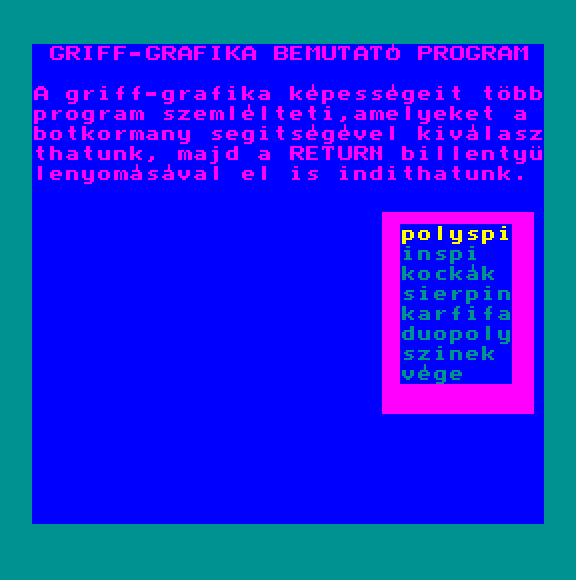 GRIFF-GRAFIKA BEMUTATÓ PROGRAM
A griff-grafika képességeit több
program szemlélteti,amelyeket a
botkormany segitségével kiválasz
thatunk, majd a RETURN billentyü
lenyomásával el is indithatunk.
polyspi
inspi
kockák
sierpin
karfifa
duopoly
szinek
vége